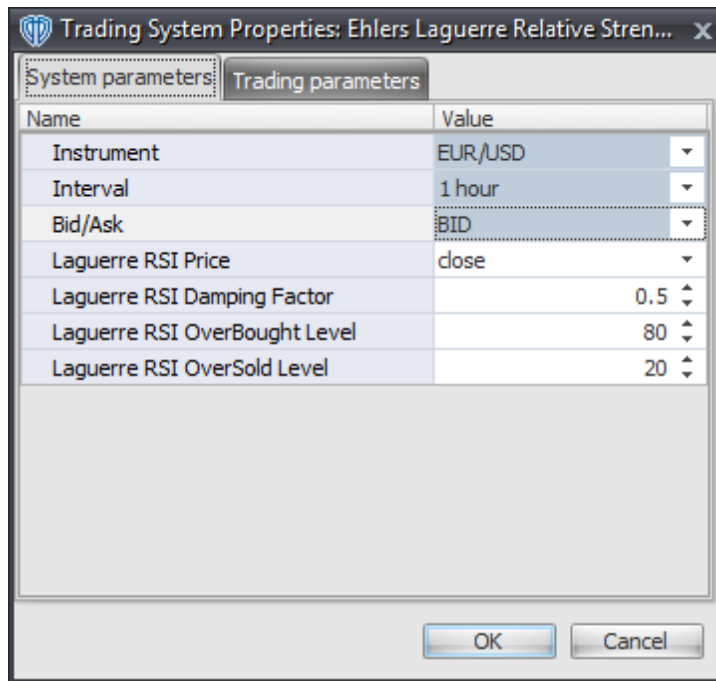 Trading System Properties: Ehlers Laguerre Relative Stren... x
System parameters Trading parameters
Name Value
Instrument EUR/USD
Interval 1 hour
Bid/Ask BID
Laguerre RSI Price close
Laguerre RSI Damping Factor 0.5
Laguerre RSI OverBought Level 80
Laguerre RSI OverSold Level 20
OK Cancel